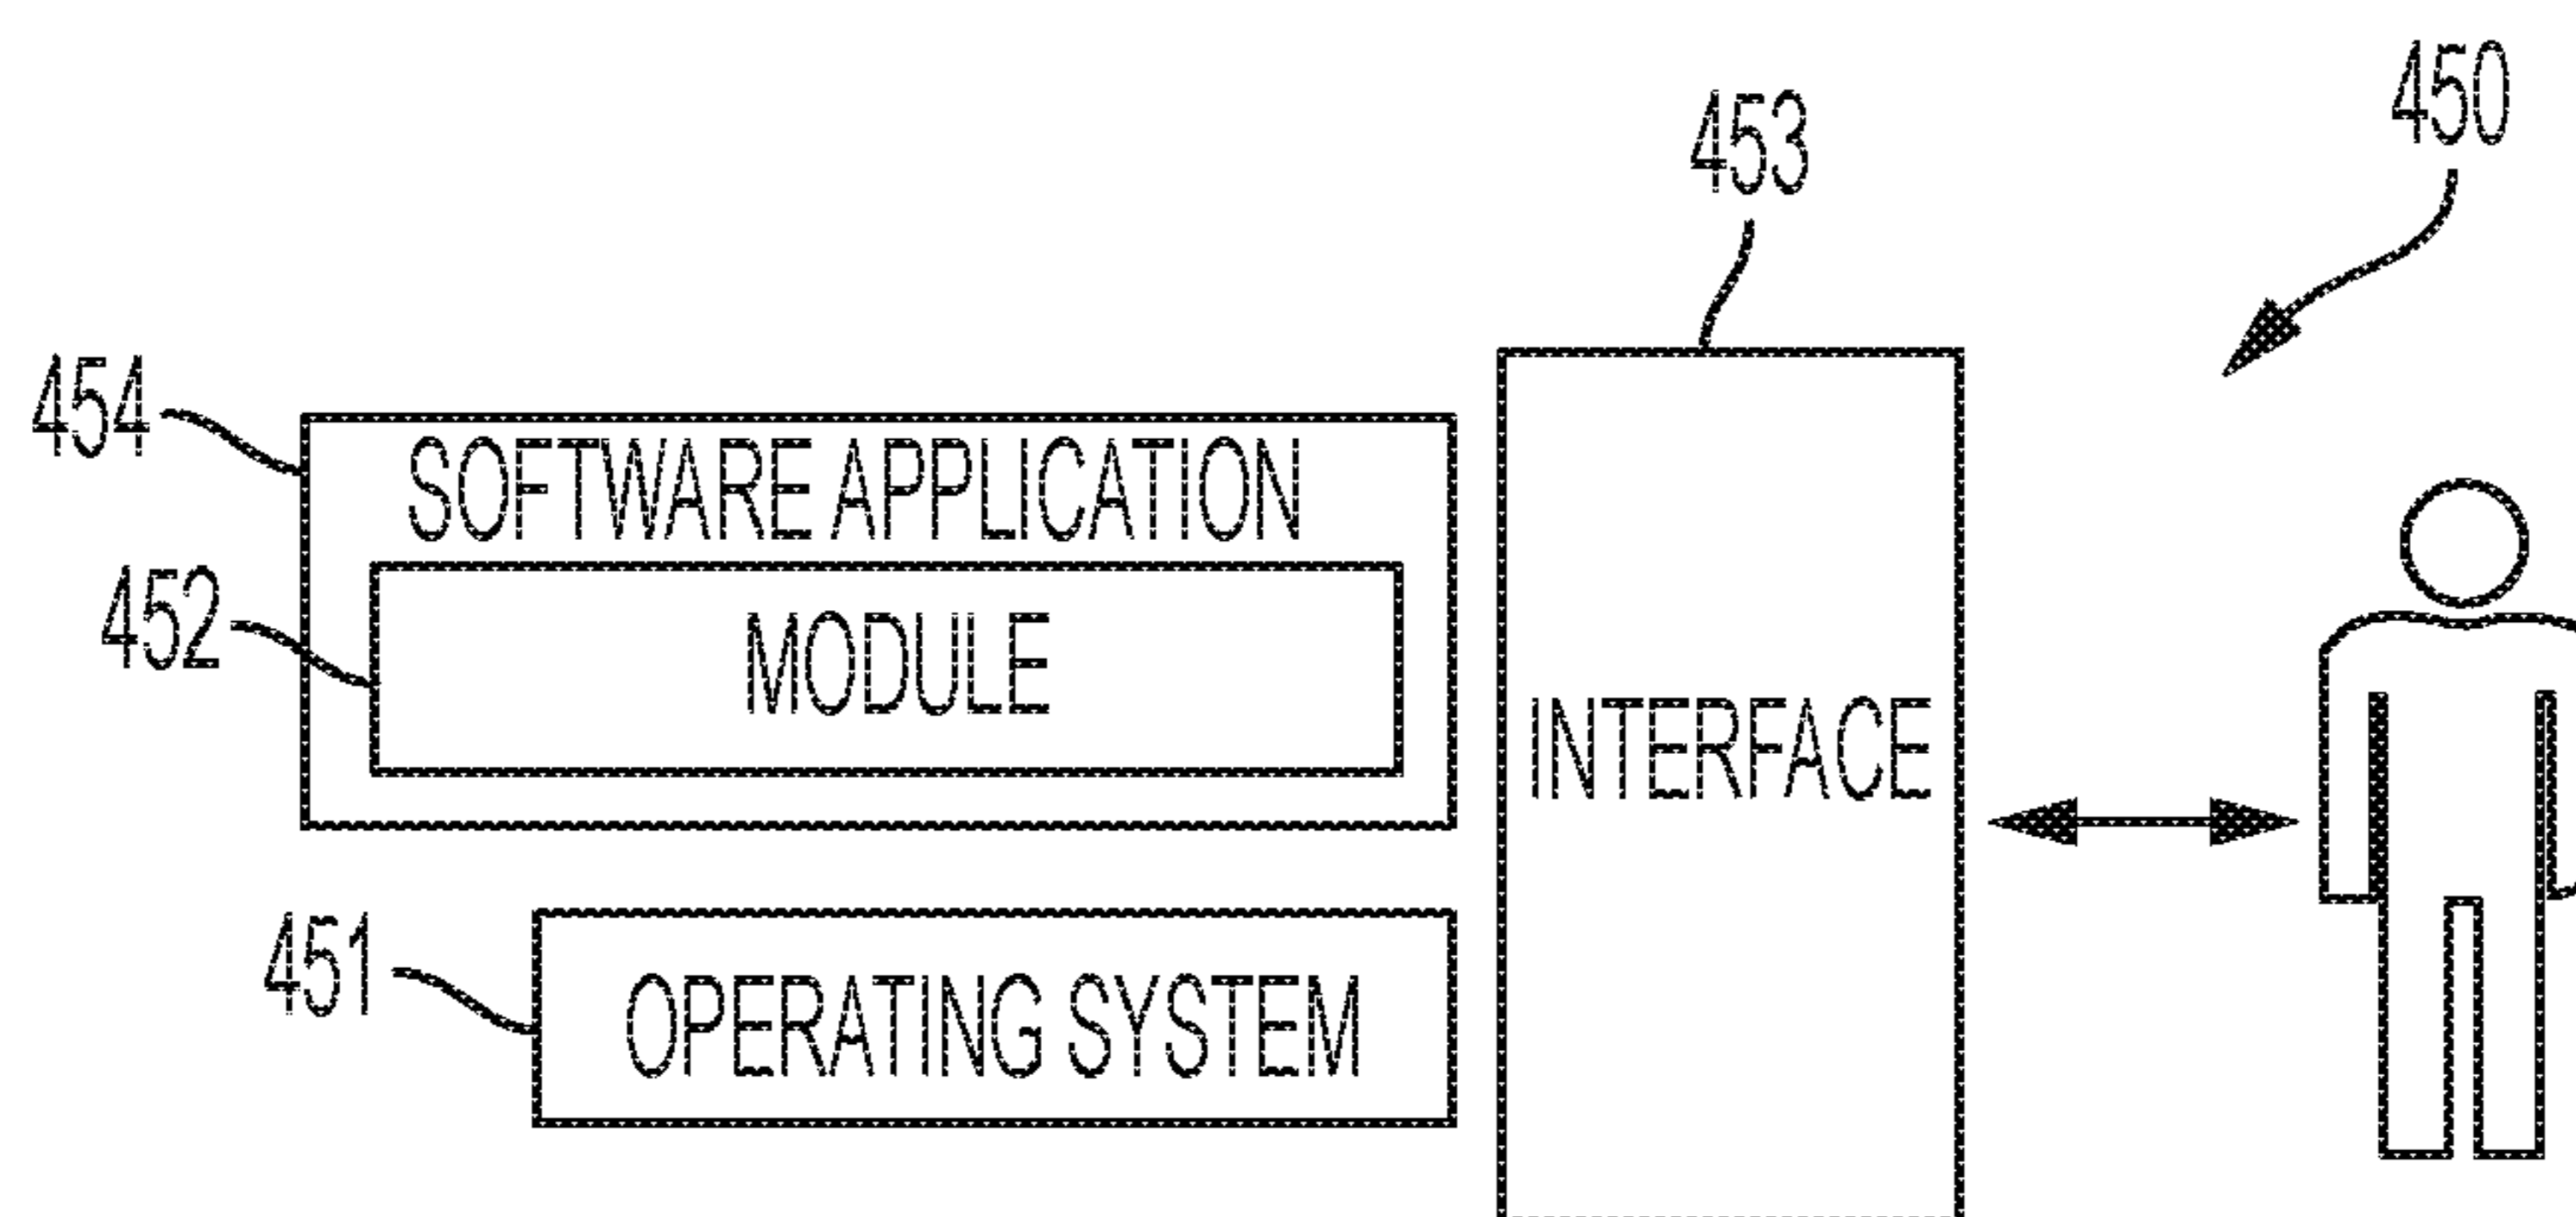 450
453
454
SOFTWARE APPLICATION
452
MODULE
INTERFACE
451
OPERATING SYSTEM